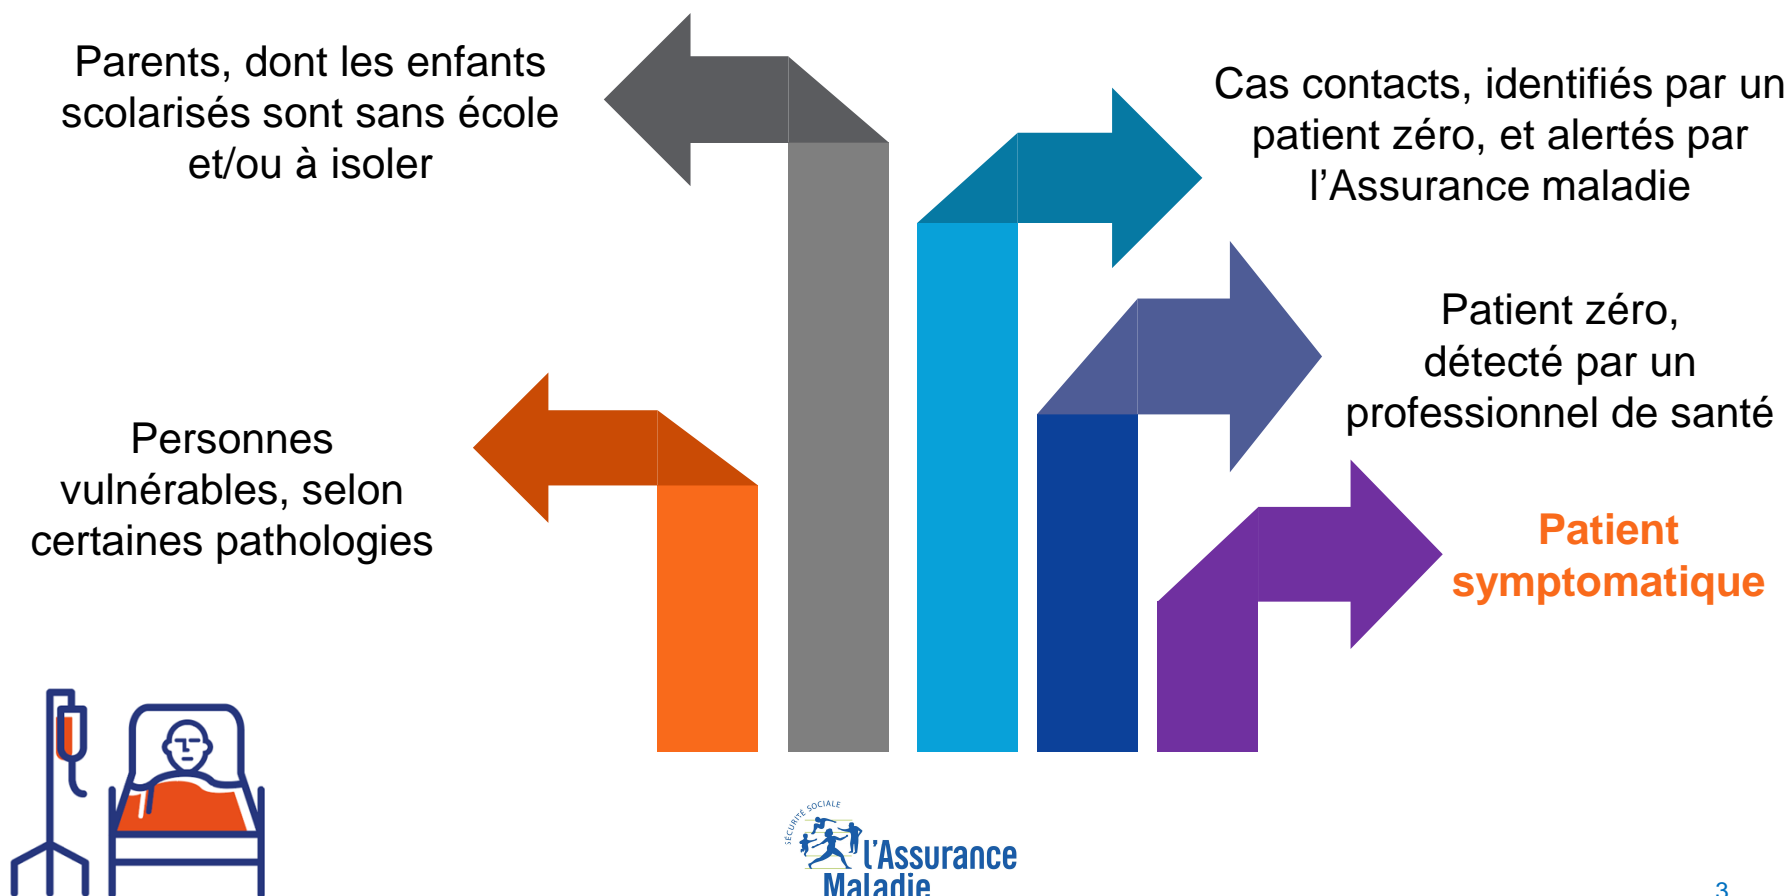 Parents, dont les enfants
scolarisés sont sans école
et/ou à isoler
Cas contacts, identifiés par un
patient zéro, et alertés par
l'Assurance maladie
Patient zéro,
détecté par un
professionnel de santé
Personnes
vulnérables, selon
certaines pathologies
Patient
symptomatique
SÉCURITÉ SOCIALE
l'Assurance
Maladie
3